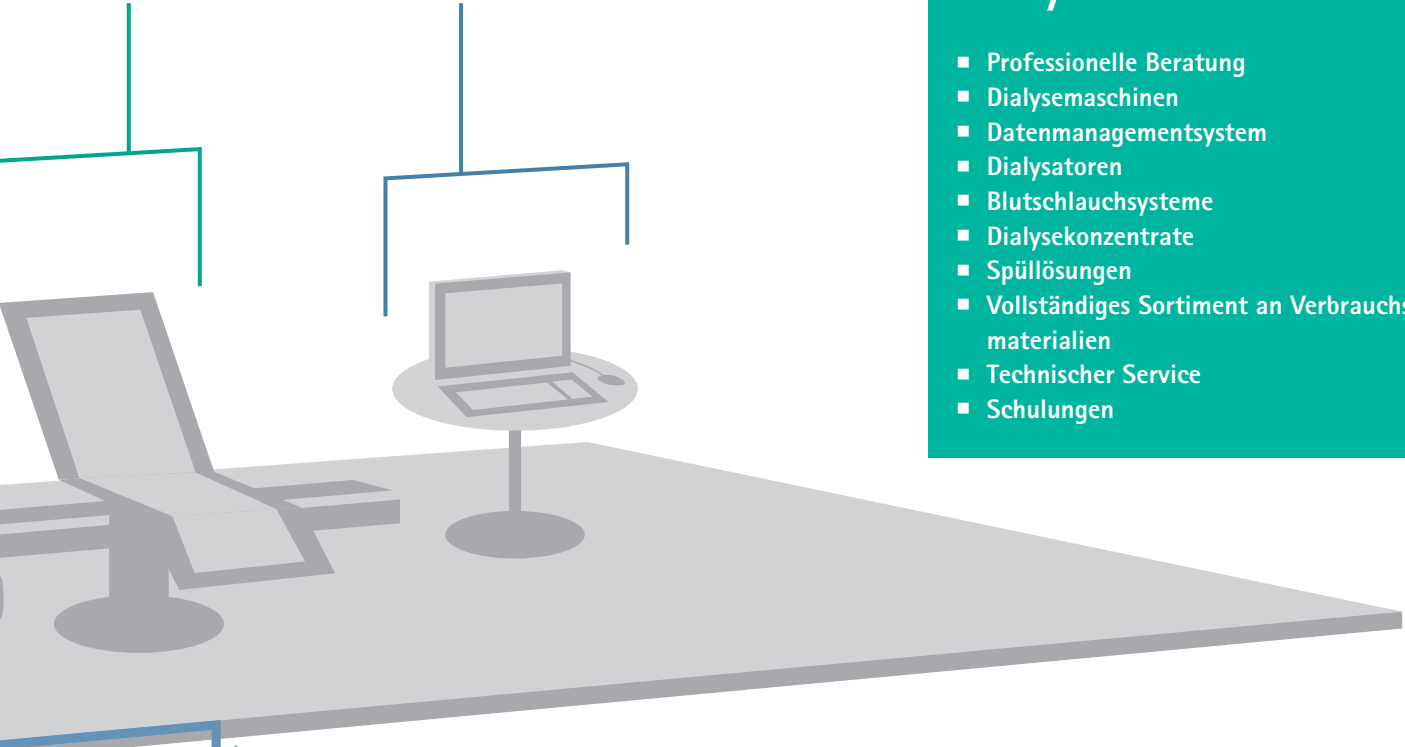 ■ Professionelle Beratung
■ Dialysemaschinen
■ Datenmanagementsystem
■ Dialysatoren
■ Blutschlauchsysteme
■ Dialysekonzentrate
■ Spüllösungen
■ Vollständiges Sortiment an Verbrauchs
materialien
■ Technischer Service
■ Schulungen